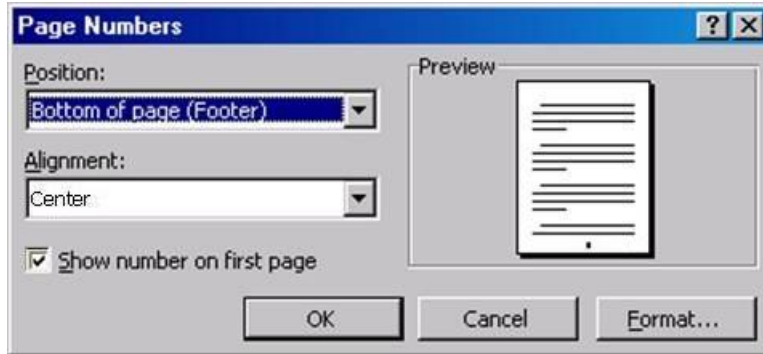 Page Numbers
Position:
Bottom of page (Footer)
Alignment:
Center
Show number on first page
Preview
OK
Cancel
Format...